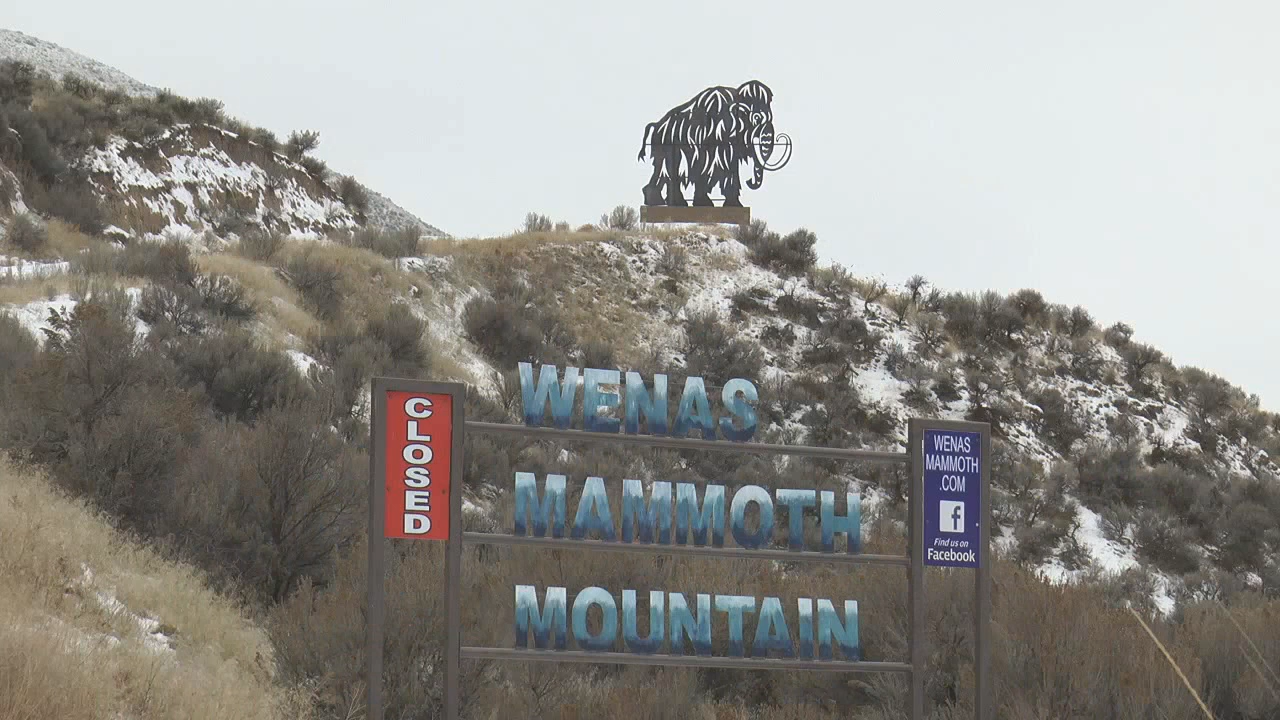 CLOSED
WENAS
MAMMOTH
MOUNTAIN
WENAS
MAMMOTH
.COM
f
Find us on
Facebook